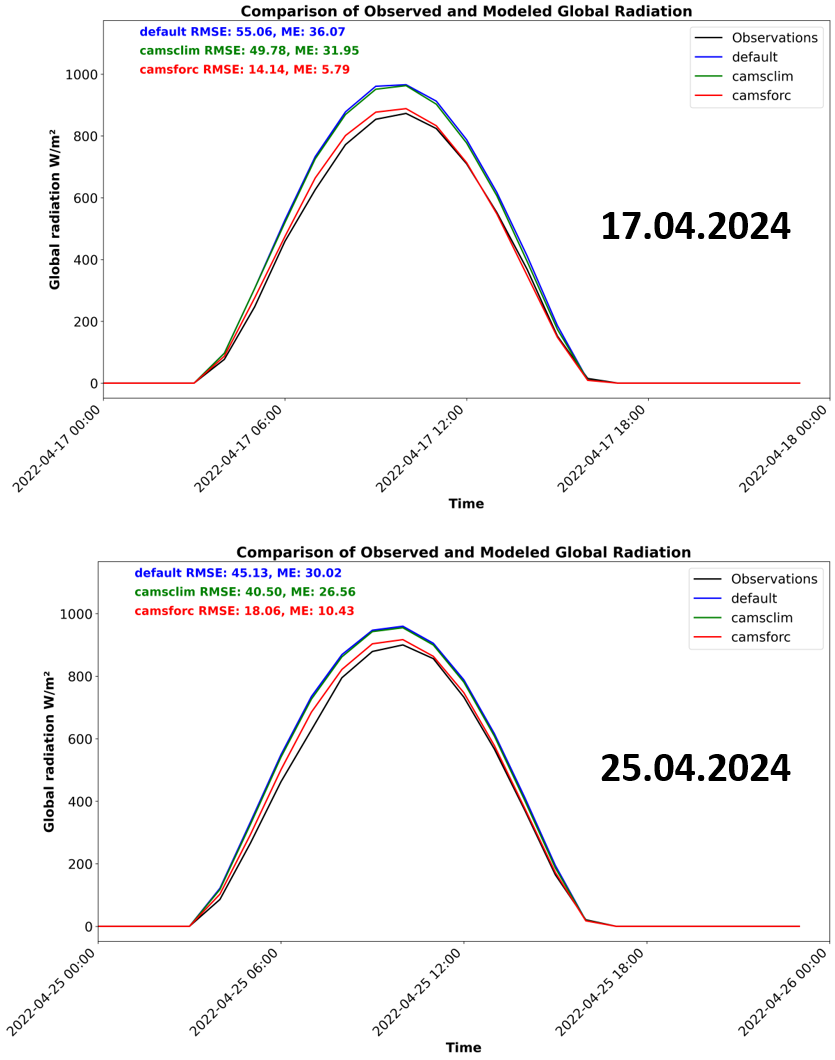 Comparison of Observed and Modeled Global Radiation
default RMSE: 55.06, ME: 36.07
camsclim RMSE: 49.78, ME: 31.95
camsforc RMSE: 14.14, ME: 5.79
Observations
default
camsclim
camsforc
1000
800
600
400
200
0
Global radiation W/m²
17.04.2024
2022-04-17 00:00
2022-04-17 06:00
2022-04-17 12:00
2022-04-17 18:00
2022-04-18 00:00
Time
Comparison of Observed and Modeled Global Radiation
default RMSE: 45.13, ME: 30.02
camsclim RMSE: 40.50, ME: 26.56
camsforc RMSE: 18.06, ME: 10.43
Observations
default
camsclim
camsforc
1000
800
600
400
200
0
Global radiation W/m²
25.04.2024
2022-04-25 00:00
2022-04-25 06:00
2022-04-25 12:00
2022-04-25 18:00
2022-04-26 00:00
Time